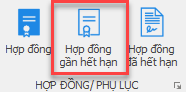 Hợp đồng
Hợp đồng
gần hết hạn
Hợp đồng
đã hết hạn
HỢP ĐỒNG/ PHỤ LỤC